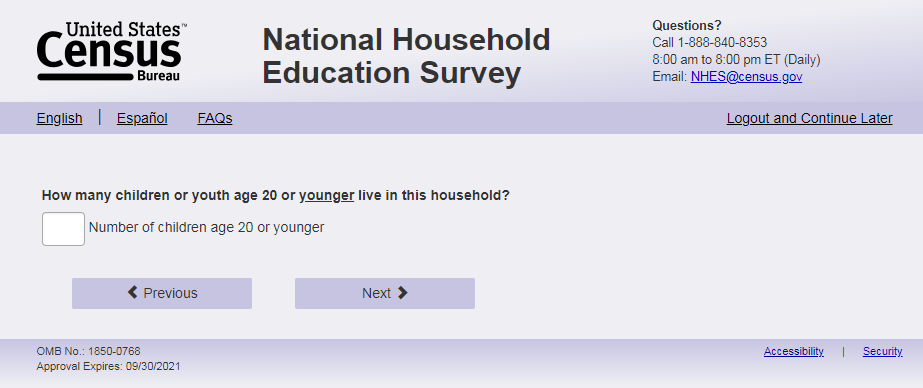 United States™
Census
Bureau
National Household
Education Survey
Questions?
Call 1-888-840-8353
8:00 am to 8:00 pm ET (Daily)
Email: NHES@census.gov
English | Español FAQs
Logout and Continue Later
How many children or youth age 20 or younger live in this household?
Number of children age 20 or younger
Previous
Next
OMB No.: 1850-0768
Approval Expires: 09/30/2021
Accessibility | Security